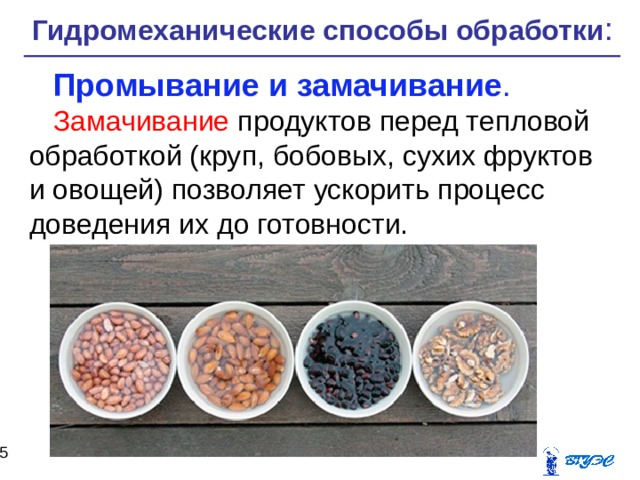 Гидромеханические способы обработки:
Промывание и замачивание.
Замачивание продуктов перед тепловой
обработкой (круп, бобовых, сухих фруктов
и овощей) позволяет ускорить процесс
доведения их до готовности.
5
ВГУЭС